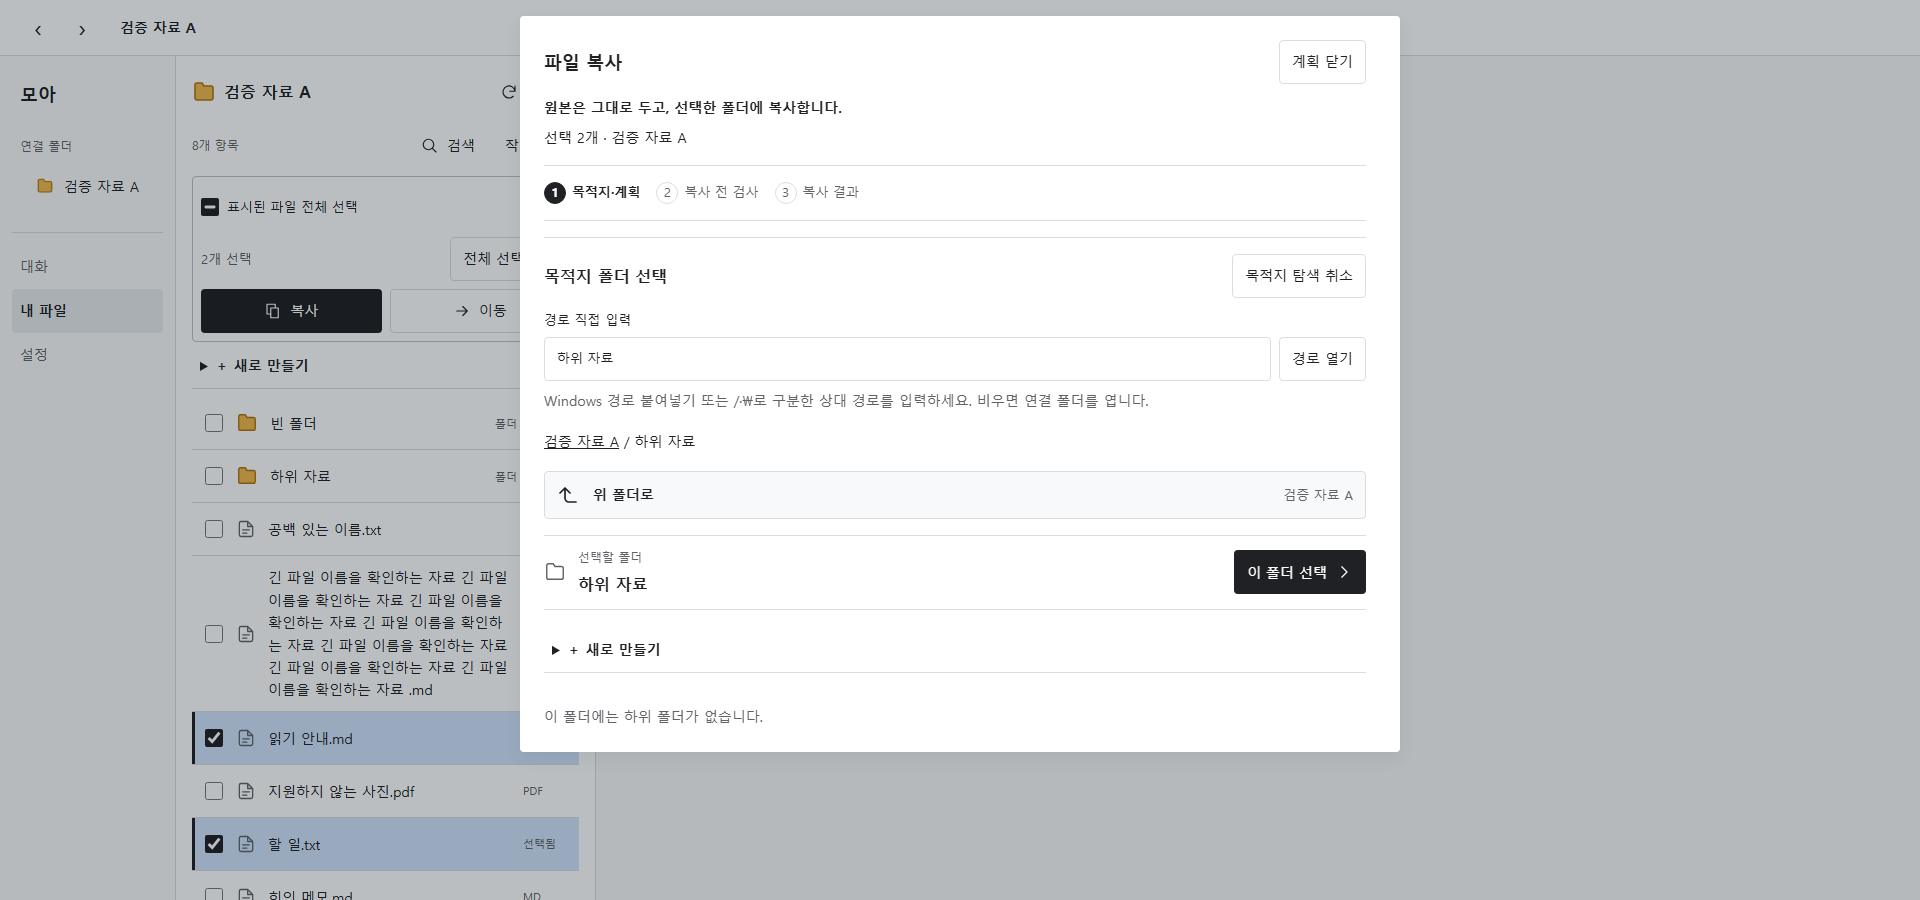 검증 자료 A
모아
연결 폴더
검증 자료 A
대화
내 파일
설정
검증 자료 A
8개 항목
검색
작
표시된 파일 전체 선택
2개 선택
전체 선택
복사
이동
+ 새로 만들기
빈 폴더
폴더
하위 자료
폴더
공백 있는 이름.txt
긴 파일 이름을 확인하는 자료 긴 파일
이름을 확인하는 자료 긴 파일 이름을
확인하는 자료 긴 파일 이름을 확인하
는 자료 긴 파일 이름을 확인하는 자료
긴 파일 이름을 확인하는 자료 긴 파일
이름을 확인하는 자료 .md
읽기 안내.md
지원하지 않는 사진.pdf
PDF
할 일.txt
선택됨
메모.md
MD
파일 복사
계획 닫기
원본은 그대로 두고, 선택한 폴더에 복사합니다.
선택 2개 · 검증 자료 A
1 목적지·계획
2 복사 전 검사
3 복사 결과
목적지 폴더 선택
목적지 탐색 취소
경로 직접 입력
하위 자료
경로 열기
Windows 경로 붙여넣기 또는 /·₩로 구분한 상대 경로를 입력하세요. 비우면 연결 폴더를 엽니다.
검증 자료 A / 하위 자료
위 폴더로
검증 자료 A
선택할 폴더
하위 자료
이 폴더 선택
+ 새로 만들기
이 폴더에는 하위 폴더가 없습니다.